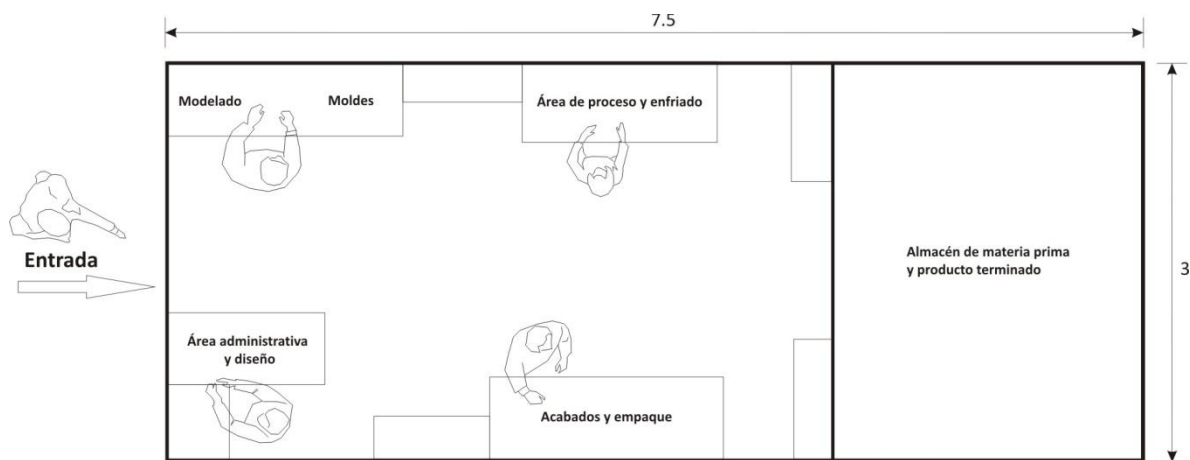 7.5
Modelado
Moldes
Área de proceso y enfriado
Entrada
Almacén de materia prima
y producto terminado
3
Área administrativa
y diseño
Acabados y empaque